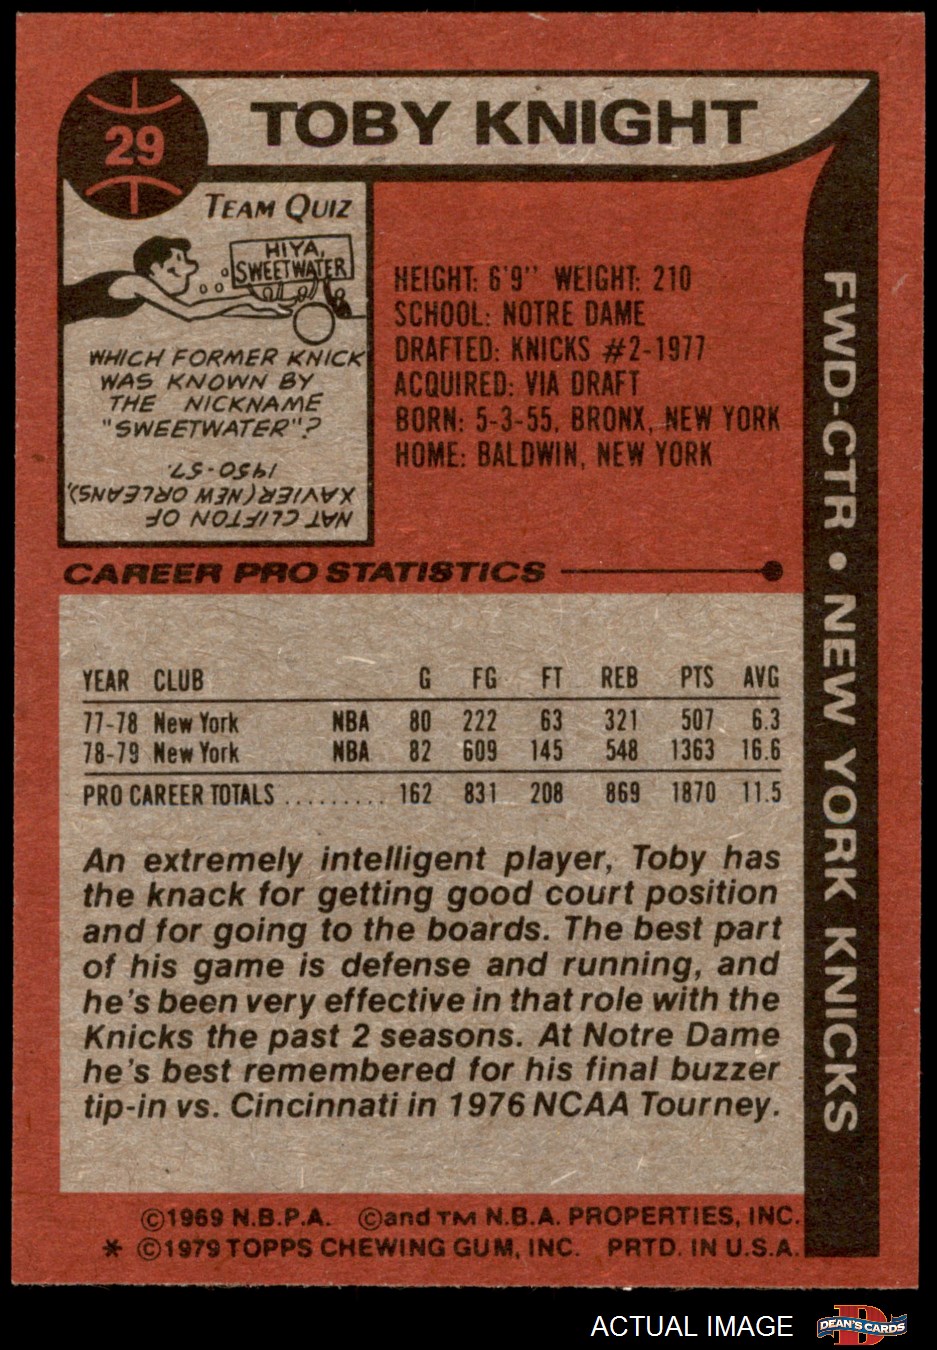 29
TOBY KNIGHT
TEAM QUIZ
HIYA,
SWEETWATER
WHICH FORMER KNICK
WAS KNOWN BY
THE NICKNAME
"SWEETWATER"?
NAT CLIFTON OF
XAVIER (NEW ORLEANS),
1950-57.
HEIGHT: 6'9" WEIGHT: 210
SCHOOL: NOTRE DAME
DRAFTED: KNICKS #2-1977
ACQUIRED: VIA DRAFT
BORN: 5-3-55, BRONX, NEW YORK
HOME: BALDWIN, NEW YORK
FWD-CTR • NEW YORK KNICKS
CAREER PRO STATISTICS
YEAR CLUB G FG FT REB PTS AVG
77-78 New York NBA 80 222 63 321 507 6.3
78-79 New York NBA 82 609 145 548 1363 16.6
PRO CAREER TOTALS ......... 162 831 208 869 1870 11.5
An extremely intelligent player, Toby has
the knack for getting good court position
and for going to the boards. The best part
of his game is defense and running, and
he's been very effective in that role with the
Knicks the past 2 seasons. At Notre Dame
he's best remembered for his final buzzer
tip-in vs. Cincinnati in 1976 NCAA Tourney.
©1969 N.B.P.A. ©and TM N.B.A. PROPERTIES, INC.
* ©1979 TOPPS CHEWING GUM, INC. PRTD. IN U.S.A.
ACTUAL IMAGE
D
DEAN'S CARDS